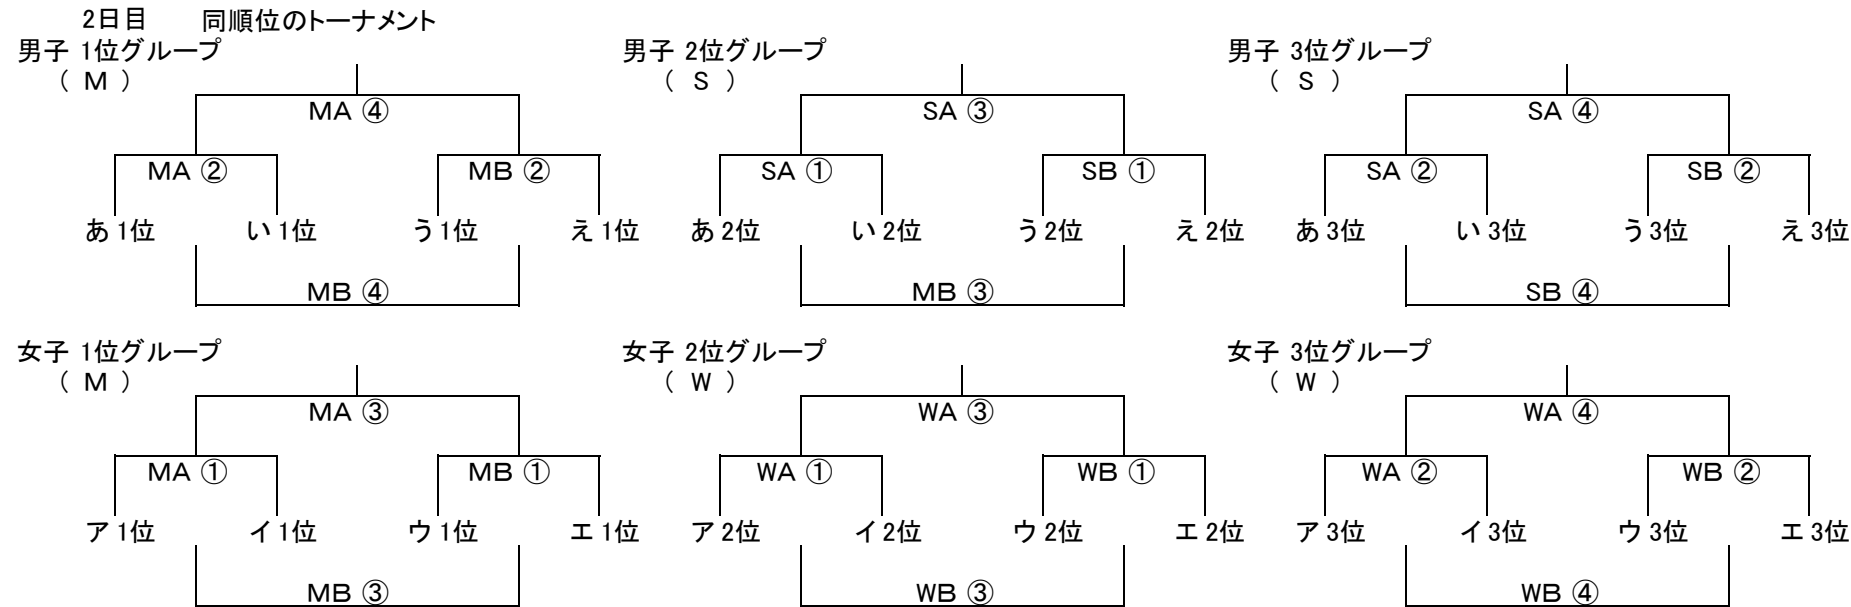 2日目 同順位のトーナメント
男子 1位グループ 男子 2位グループ 男子 3位グループ
( M ) ( S ) ( S )
MA ④ SA ③ SA ④
MA ② MB ② SA ① SB ① SA ② SB ②
あ 1位 い 1位 う 1位 え 1位 あ 2位 い 2位 う 2位 え 2位 あ 3位 い 3位 う 3位 え 3位
MB ④ MB ③ SB ④
女子 1位グループ 女子 2位グループ 女子 3位グループ
( M ) ( W ) ( W )
MA ③ WA ③ WA ④
MA ① MB ① WA ① WB ① WA ② WB ②
ア 1位 イ 1位 ウ 1位 エ 1位 ア 2位 イ 2位 ウ 2位 エ 2位 ア 3位 イ 3位 ウ 3位 エ 3位
MB ③ WB ③ WB ④